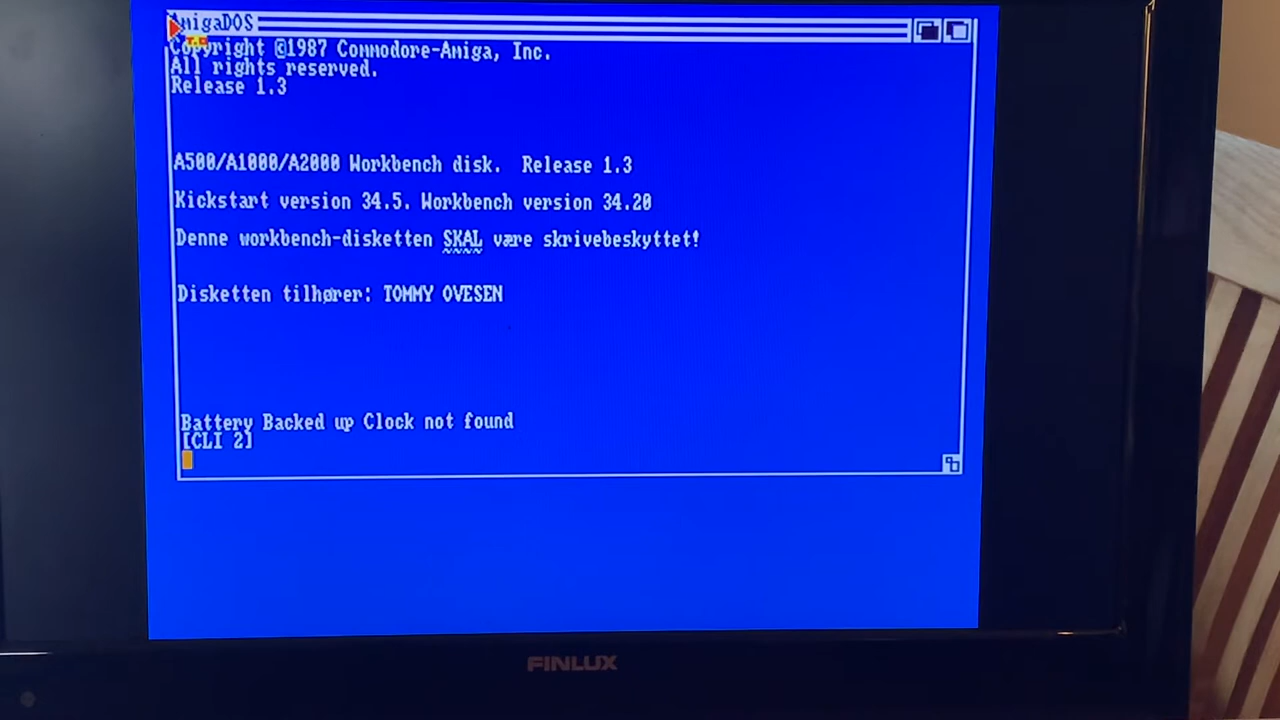 AmigaDOS
T.O
Copyright ©1987 Commodore-Amiga, Inc.
All rights reserved.
Release 1.3
A500/A1000/A2000 Workbench disk. Release 1.3
Kickstart version 34.5. Workbench version 34.20
Denne workbench-disketten SKAL være skrivebeskyttet!
Disketten tilhører: TOMMY OVESEN
Battery Backed up Clock not found
[CLI 2]
FINLUX